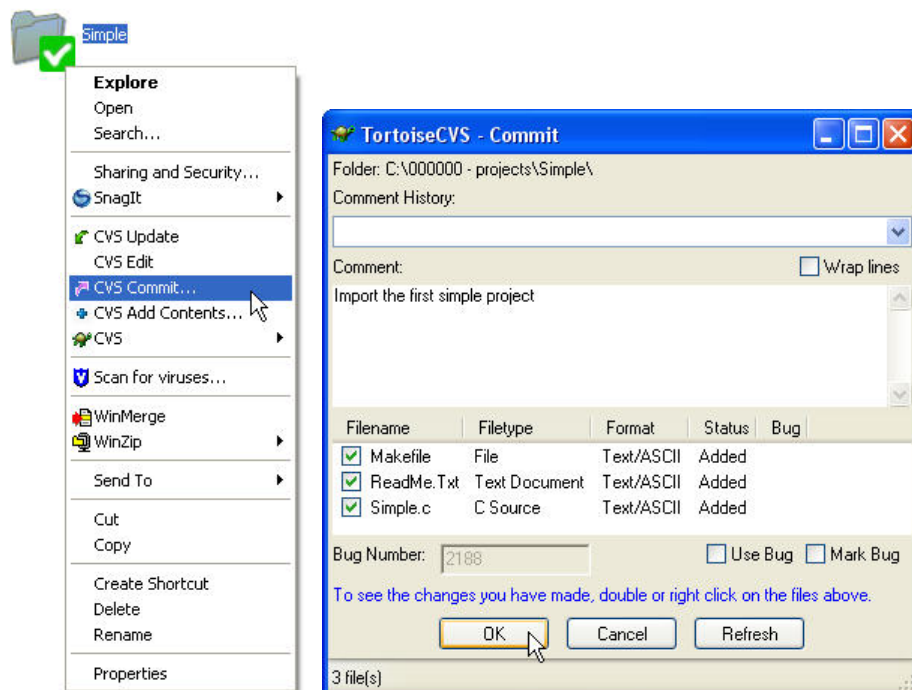 Simple
Explore
Open
Search...
Sharing and Security...
SnagIt
CVS Update
CVS Edit
CVS Commit...
CVS Add Contents...
CVS
Scan for viruses...
WinMerge
WinZip
Send To
Cut
Copy
Create Shortcut
Delete
Rename
Properties
TortoiseCVS - Commit
Folder: C:\000000 - projects\Simple\
Comment History:
Comment: Wrap lines
Import the first simple project
Filename Filetype Format Status Bug
Makefile File Text/ASCII Added
ReadMe.Txt Text Document Text/ASCII Added
Simple.c C Source Text/ASCII Added
Bug Number: 2188 Use Bug Mark Bug
To see the changes you have made, double or right click on the files above.
OK Cancel Refresh
3 file(s)